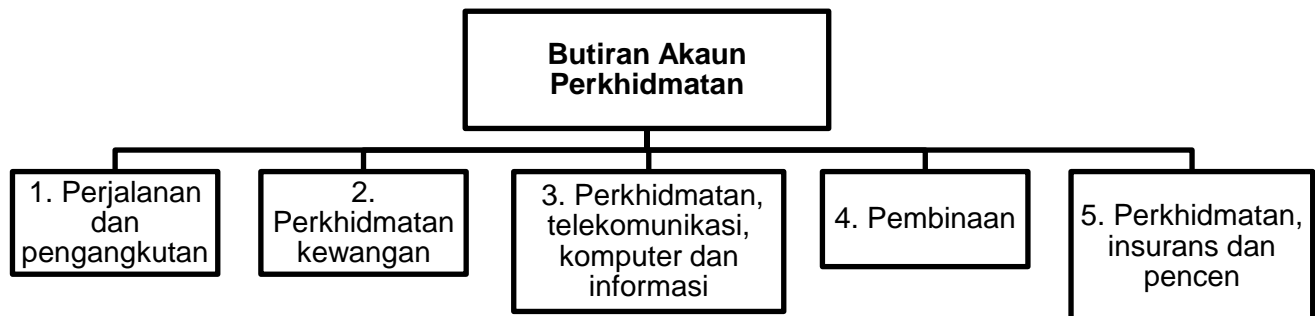 Butiran Akaun
Perkhidmatan
1. Perjalanan
dan
pengangkutan
2.
Perkhidmatan
kewangan
3. Perkhidmatan,
telekomunikasi,
komputer dan
informasi
4. Pembinaan
5. Perkhidmatan,
insurans dan
pencen